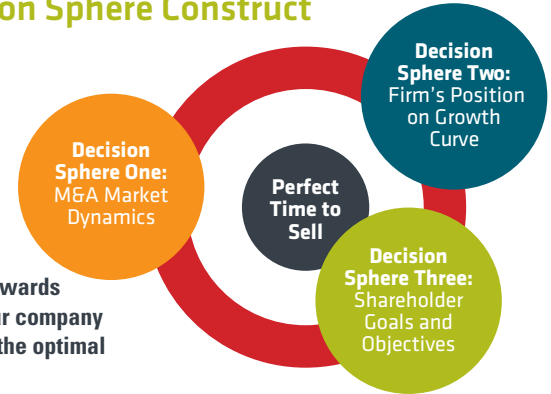 on Sphere Construct
Decision
Sphere Two:
Firm's Position
on Growth
Curve
Decision
Sphere One:
M&A Market
Dynamics
Perfect
Time to
Sell
Decision
Sphere Three:
Shareholder
Goals and
Objectives
wards
ur company
the optimal